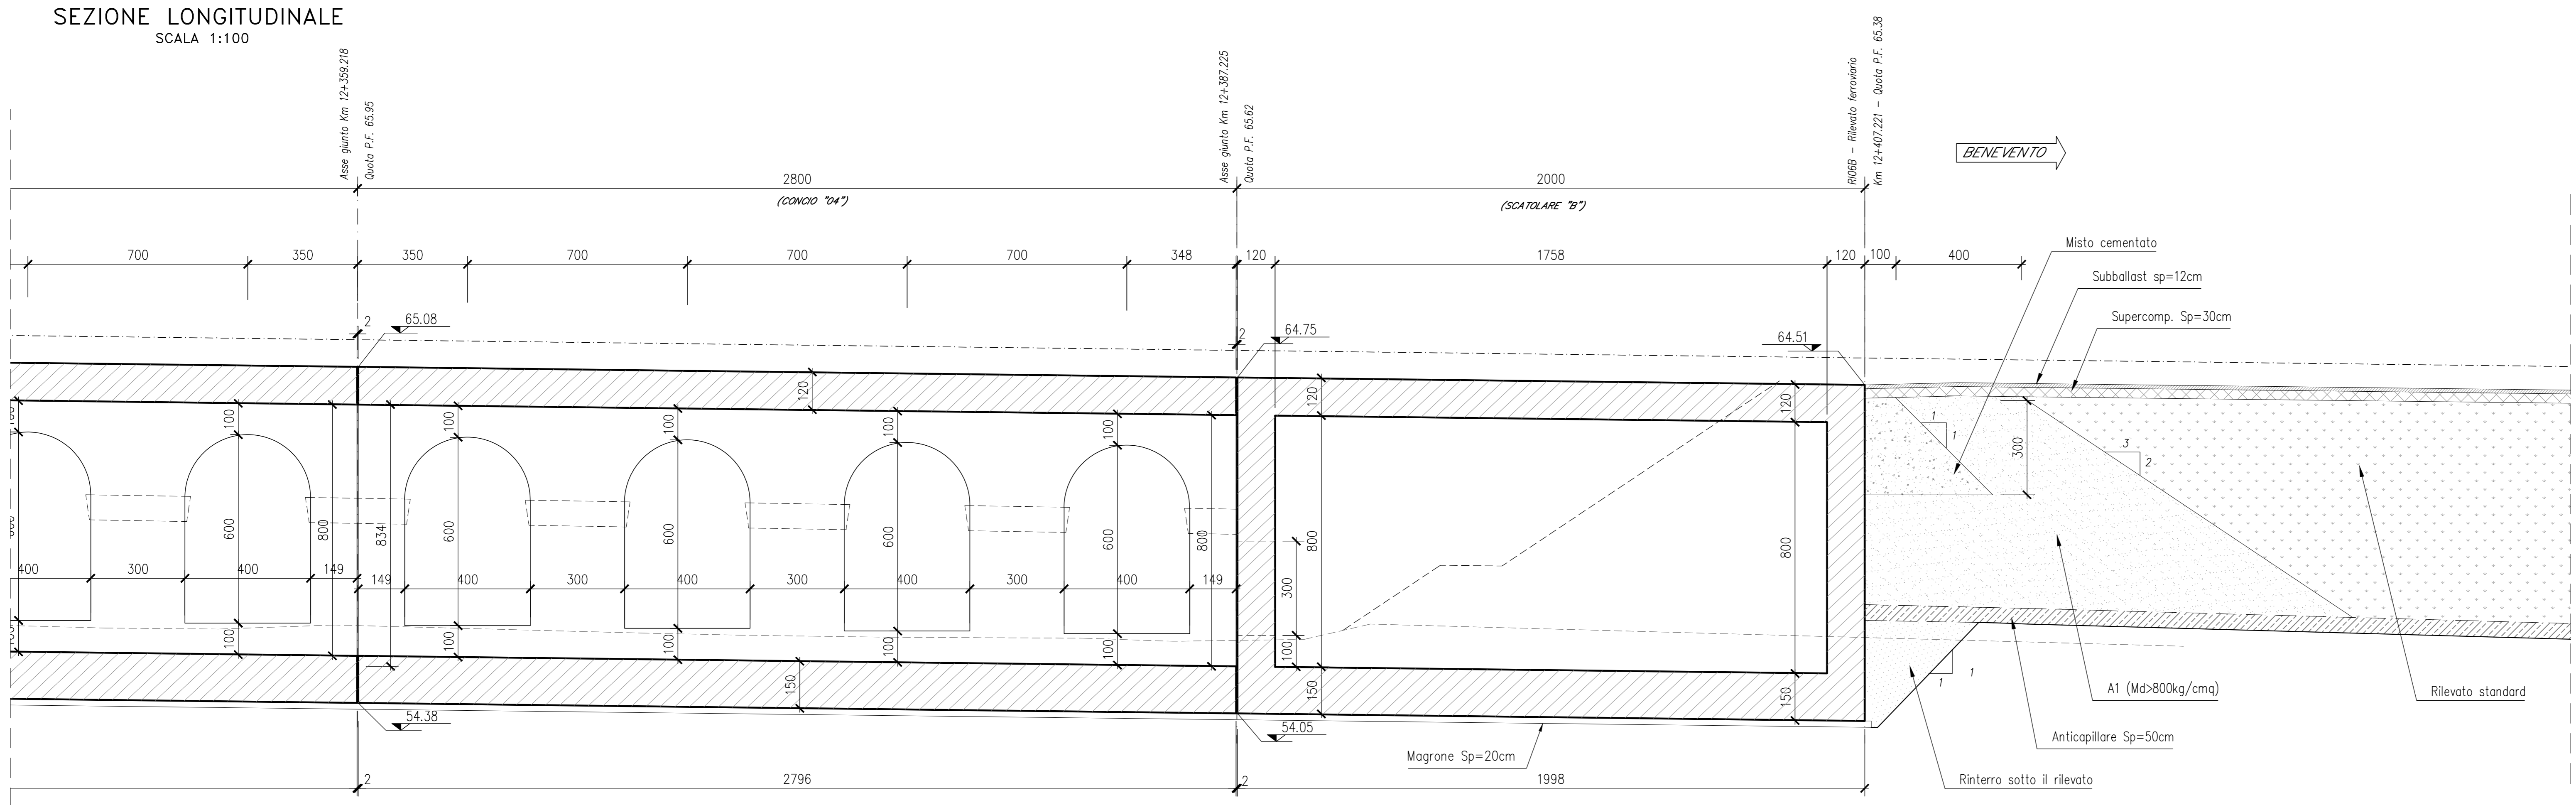 SEZIONE LONGITUDINALE
SCALA 1:100
Asse giunto Km 12+359.218
Quota P.F. 65.95
Asse giunto Km 12+387.225
Quota P.F. 65.62
RI06B - Rilevato ferroviario
Km 12+407.221 - Quota P.F. 65.38
BENEVENTO
2800
(CONCIO "04")
2000
(SCATOLARE "B")
700 350 350 700 700 700 348 120 1758 120 100 400
Misto cementato
Subballast sp=12cm
Supercomp. Sp=30cm
2 65.08
2 64.75
64.51
120
120
120
100 100 100 100 100
1
1
300
3
2
600 800 834 600 600 600 600 800 800 800
400 300 400 149
149 400 300 400 300 400 300 400 149
300
100 100 100 100 100 100
150
150
150
54.38
54.05
1 1
Magrone Sp=20cm
A1 (Md>800kg/cmq)
Rilevato standard
Anticapillare Sp=50cm
Rinterro sotto il rilevato
2 2796 2 1998